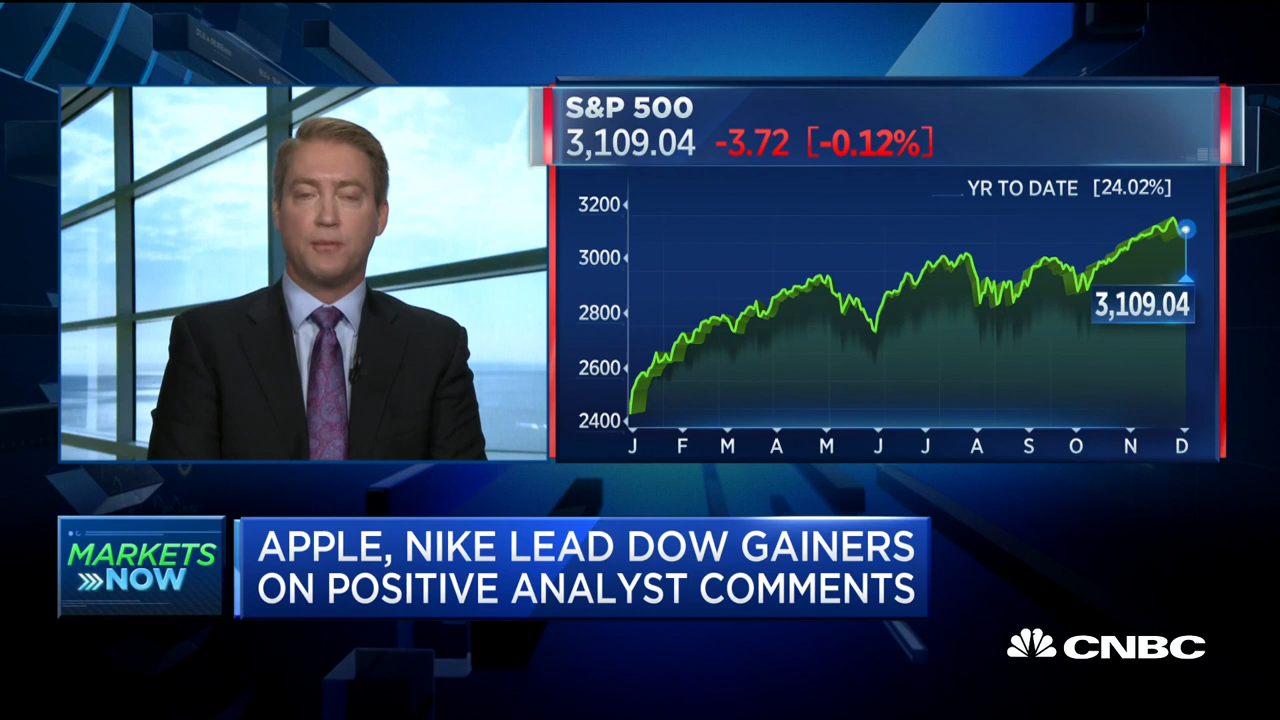 S&P 500
3,109.04 -3.72 [-0.12%]
YR TO DATE [24.02%]
3200
3000
2800
2600
2400
3,109.04
J F M A M J J A S O N D
MARKETS
NOW
APPLE, NIKE LEAD DOW GAINERS
ON POSITIVE ANALYST COMMENTS
CNBC